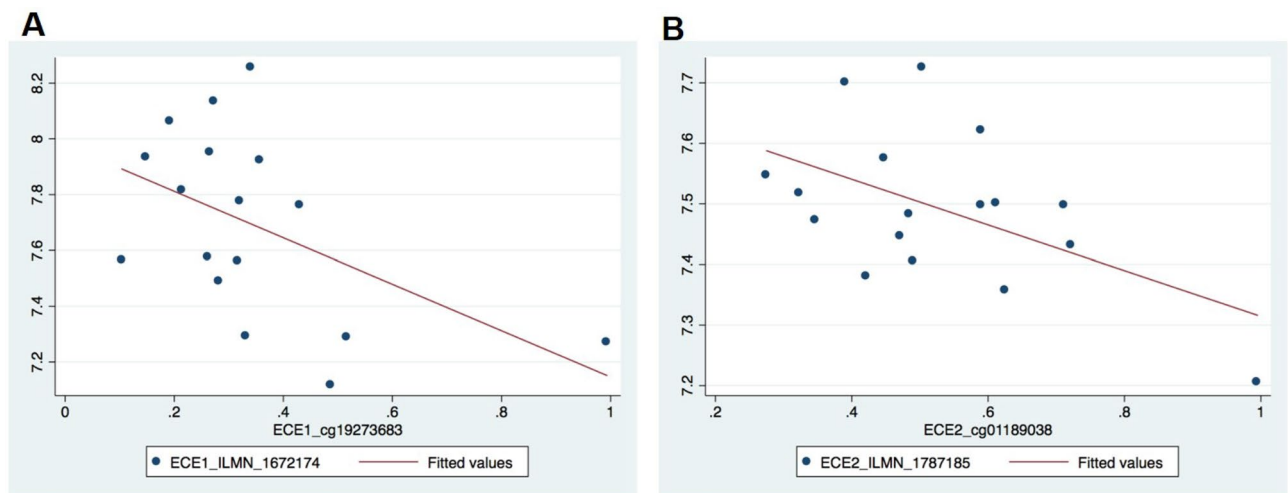 A
8.2
8
7.8
7.6
7.4
7.2
0 .2 .4 .6 .8 1
ECE1_cg19273683
ECE1_ILMN_1672174 Fitted values
B
7.7
7.6
7.5
7.4
7.3
7.2
.2 .4 .6 .8 1
ECE2_cg01189038
ECE2_ILMN_1787185 Fitted values